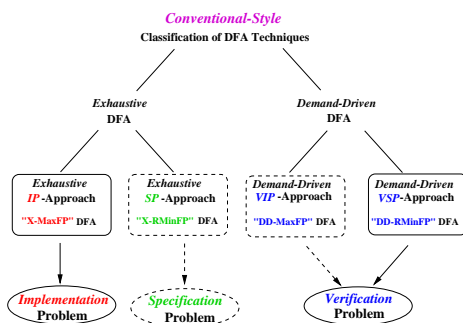 Conventional-Style
Classification of DFA Techniques
Exhaustive
DFA
Demand-Driven
DFA
Exhaustive
IP -Approach
"X-MaxFP" DFA
Exhaustive
SP -Approach
"X-RMinFP" DFA
Demand-Driven
VIP -Approach
"DD-MaxFP" DFA
Demand-Driven
VSP -Approach
"DD-RMinFP" DFA
Implementation
Problem
Specification
Problem
Verification
Problem